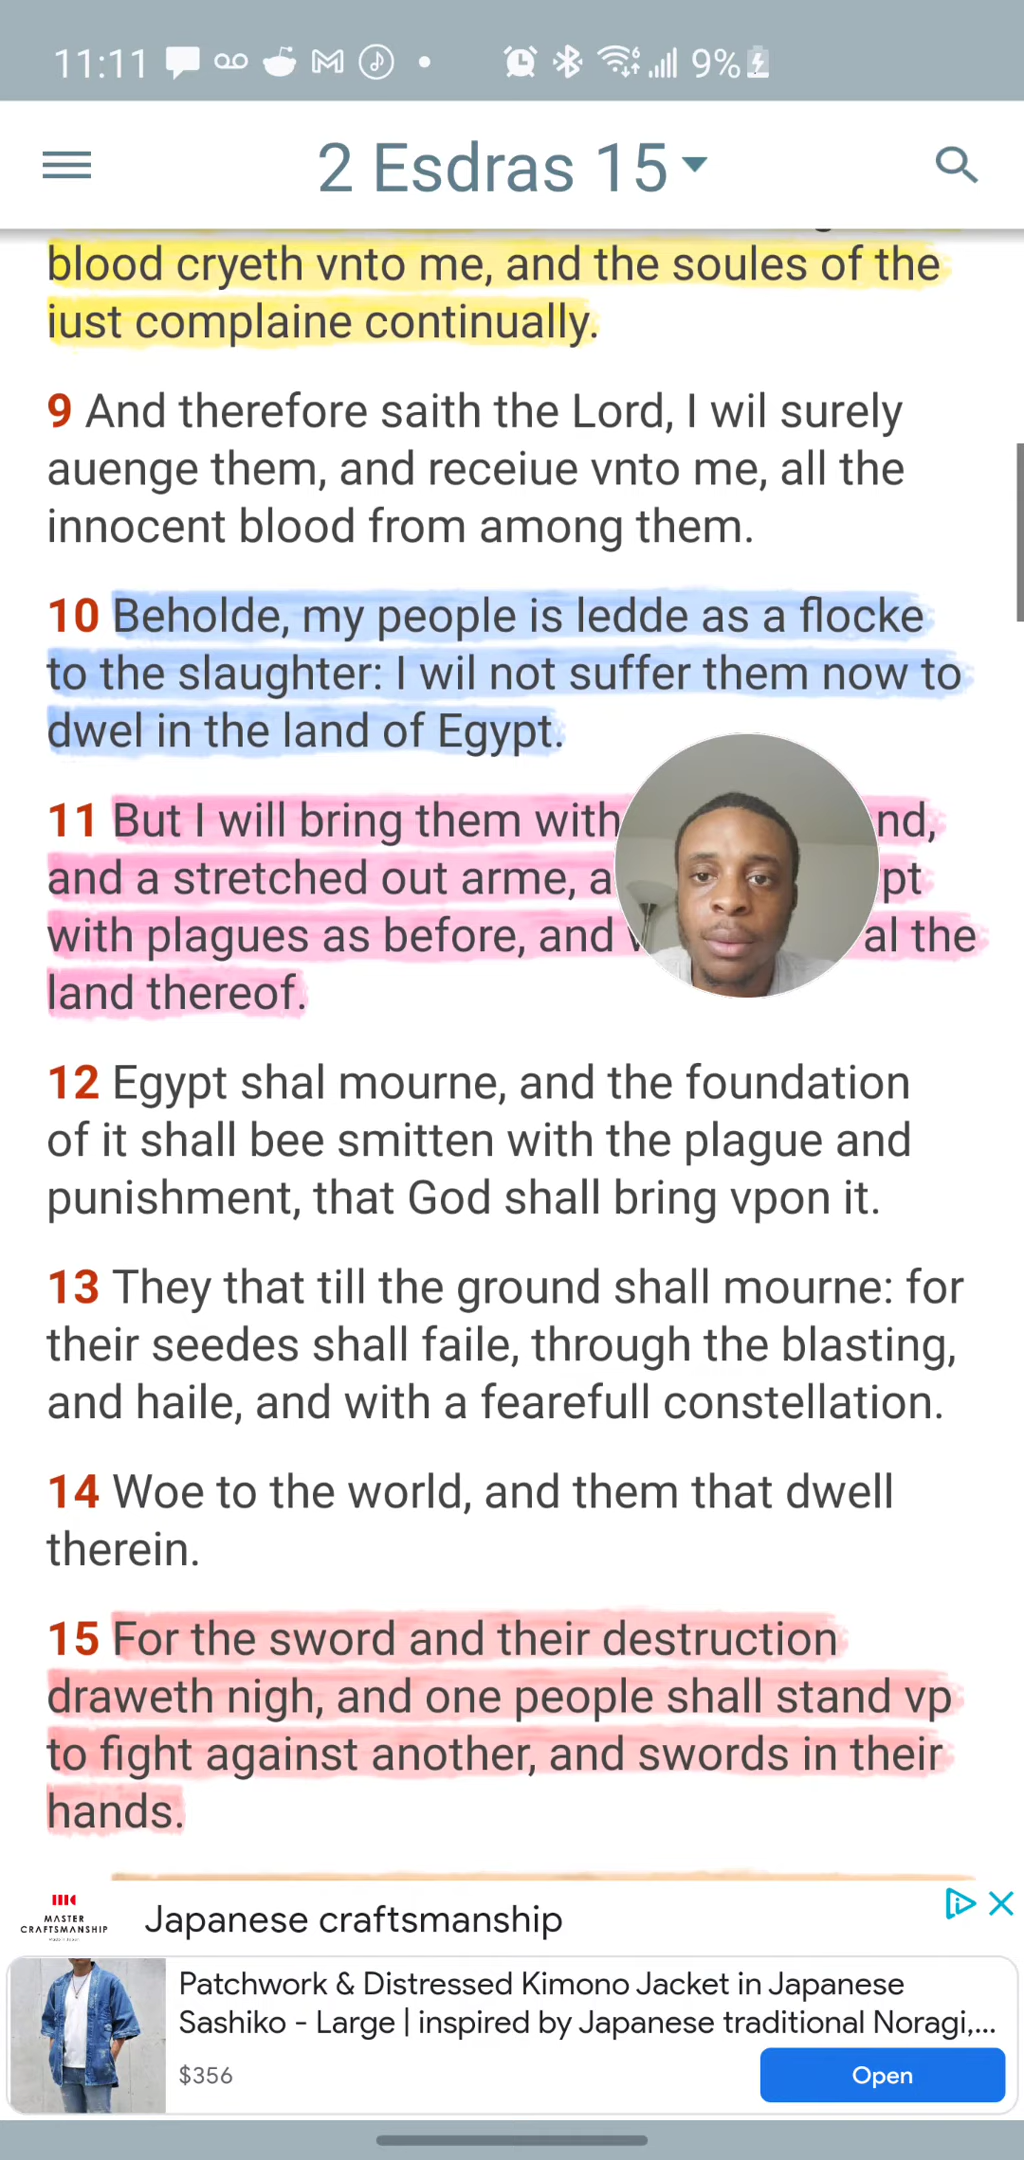 11:11
9%
2 Esdras 15
blood cryeth vnto me, and the soules of the
iust complaine continually.
9 And therefore saith the Lord, I wil surely
auenge them, and receiue vnto me, all the
innocent blood from among them.
10 Beholde, my people is ledde as a flocke
to the slaughter: I wil not suffer them now to
dwel in the land of Egypt.
11 But I will bring them with nd,
and a stretched out arme, a pt
with plagues as before, and al the
land thereof.
12 Egypt shal mourne, and the foundation
of it shall bee smitten with the plague and
punishment, that God shall bring vpon it.
13 They that till the ground shall mourne: for
their seedes shall faile, through the blasting,
and haile, and with a fearefull constellation.
14 Woe to the world, and them that dwell
therein.
15 For the sword and their destruction
draweth nigh, and one people shall stand vp
to fight against another, and swords in their
hands.
MASTER
CRAFTSMANSHIP
Japanese craftsmanship
Patchwork & Distressed Kimono Jacket in Japanese
Sashiko - Large | inspired by Japanese traditional Noragi,...
$356
Open